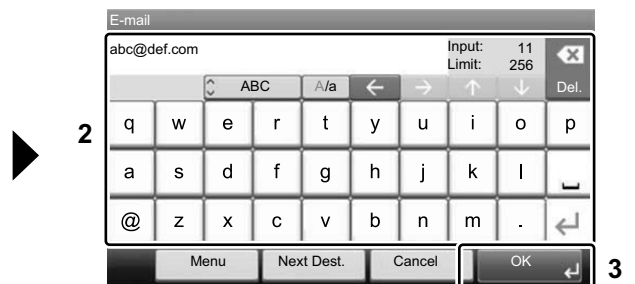 E-mail
abc@def.com Input: 11
Limit: 256
ABC A/a Del.
2
q w e r t y u i o p
a s d f g h j k l
@ z x c v b n m .
Menu Next Dest. Cancel OK
3